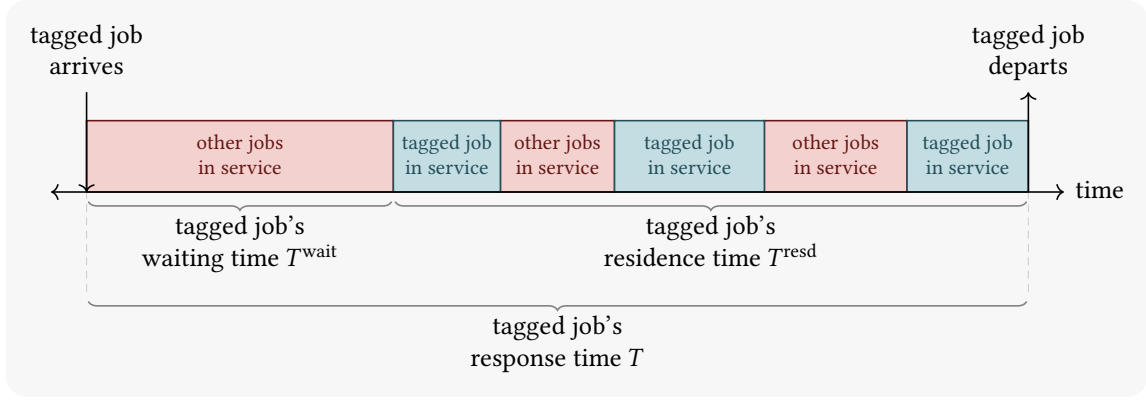 tagged job
arrives
tagged job
departs
other jobs
in service
tagged job
in service
other jobs
in service
tagged job
in service
other jobs
in service
tagged job
in service
time
tagged job’s
waiting time T^wait
tagged job’s
residence time T^resd
tagged job’s
response time T